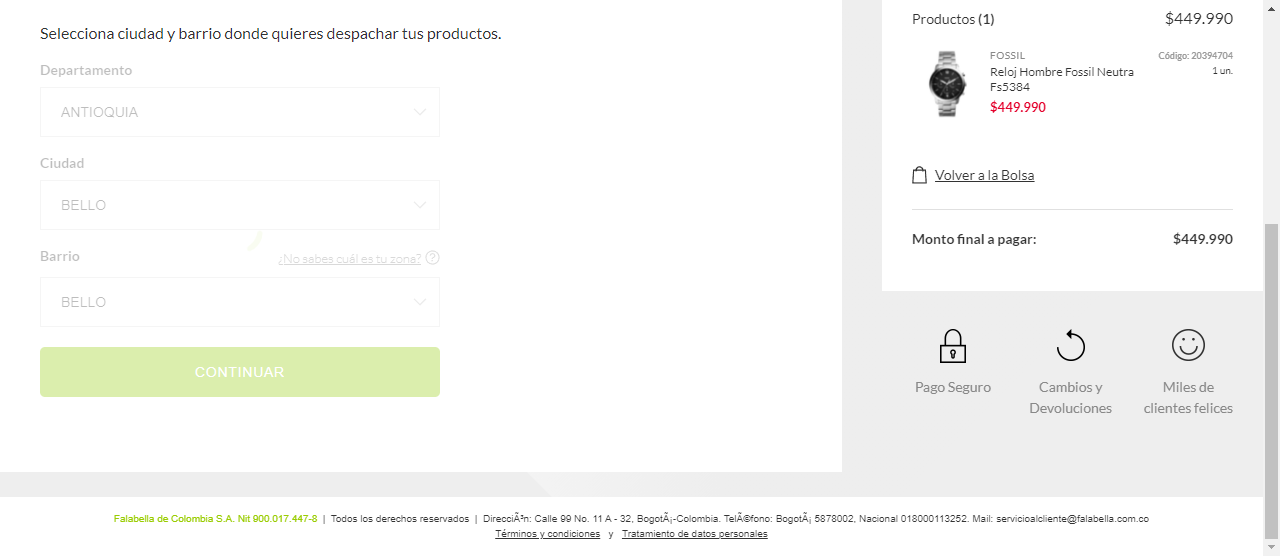 Selecciona ciudad y barrio donde quieres despachar tus productos.
Departamento
ANTIOQUIA
Ciudad
BELLO
Barrio
¿No sabes cuál es tu zona? ?
BELLO
CONTINUAR
Productos (1) $449.990
FOSSIL
Código: 20394704
Reloj Hombre Fossil Neutra
1 un.
Fs5384
$449.990
Volver a la Bolsa
Monto final a pagar: $449.990
Pago Seguro
Cambios y
Devoluciones
Miles de
clientes felices
Falabella de Colombia S.A. Nit 900.017.447-8 | Todos los derechos reservados | DirecciÃ³n: Calle 99 No. 11 A - 32, BogotÃ¡-Colombia. TelÃ©fono: BogotÃ¡ 5878002, Nacional 018000113252. Mail: servicioalcliente@falabella.com.co
Términos y condiciones y Tratamiento de datos personales